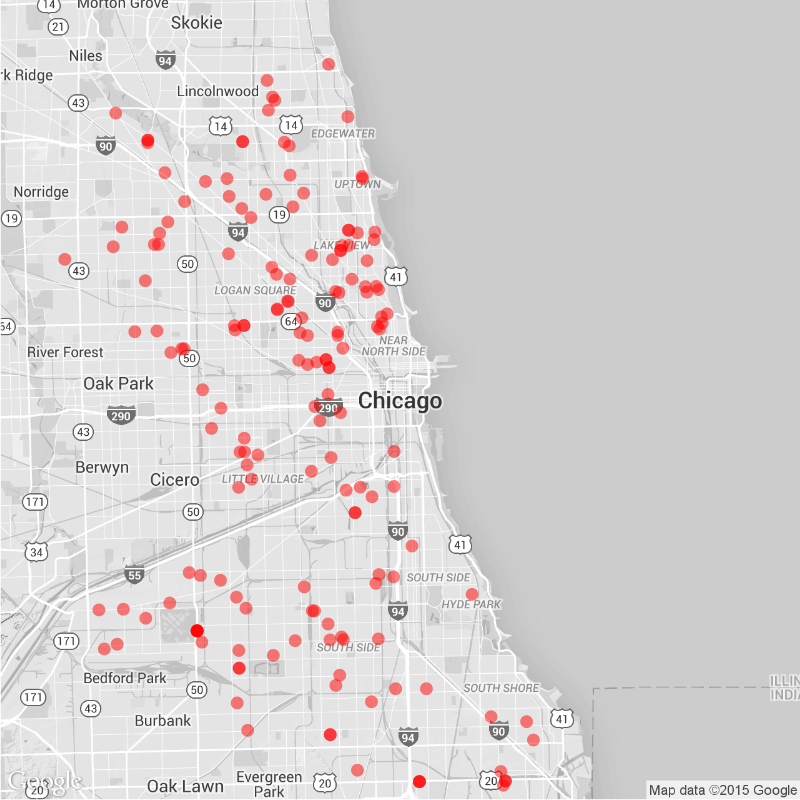 Morton Grove
14
21
Skokie
Niles
94
rk Ridge
Lincolnwood
43
14
14
EDGEWATER
90
UPTOWN
Norridge
19
19
94
LAKE VIEW
50
43
41
LOGAN SQUARE
90
64
64
NEAR
NORTH SIDE
River Forest
50
Oak Park
Chicago
290
290
43
Berwyn
Cicero
LITTLE VILLAGE
171
50
90
34
41
55
SOUTH SIDE
HYDE PARK
94
171
SOUTH SIDE
Bedford Park
ILLIN
INDIA
50
SOUTH SHORE
171
43
Burbank
41
90
94
Google
20
Oak Lawn
Evergreen
Park
20
20
Map data ©2015 Google